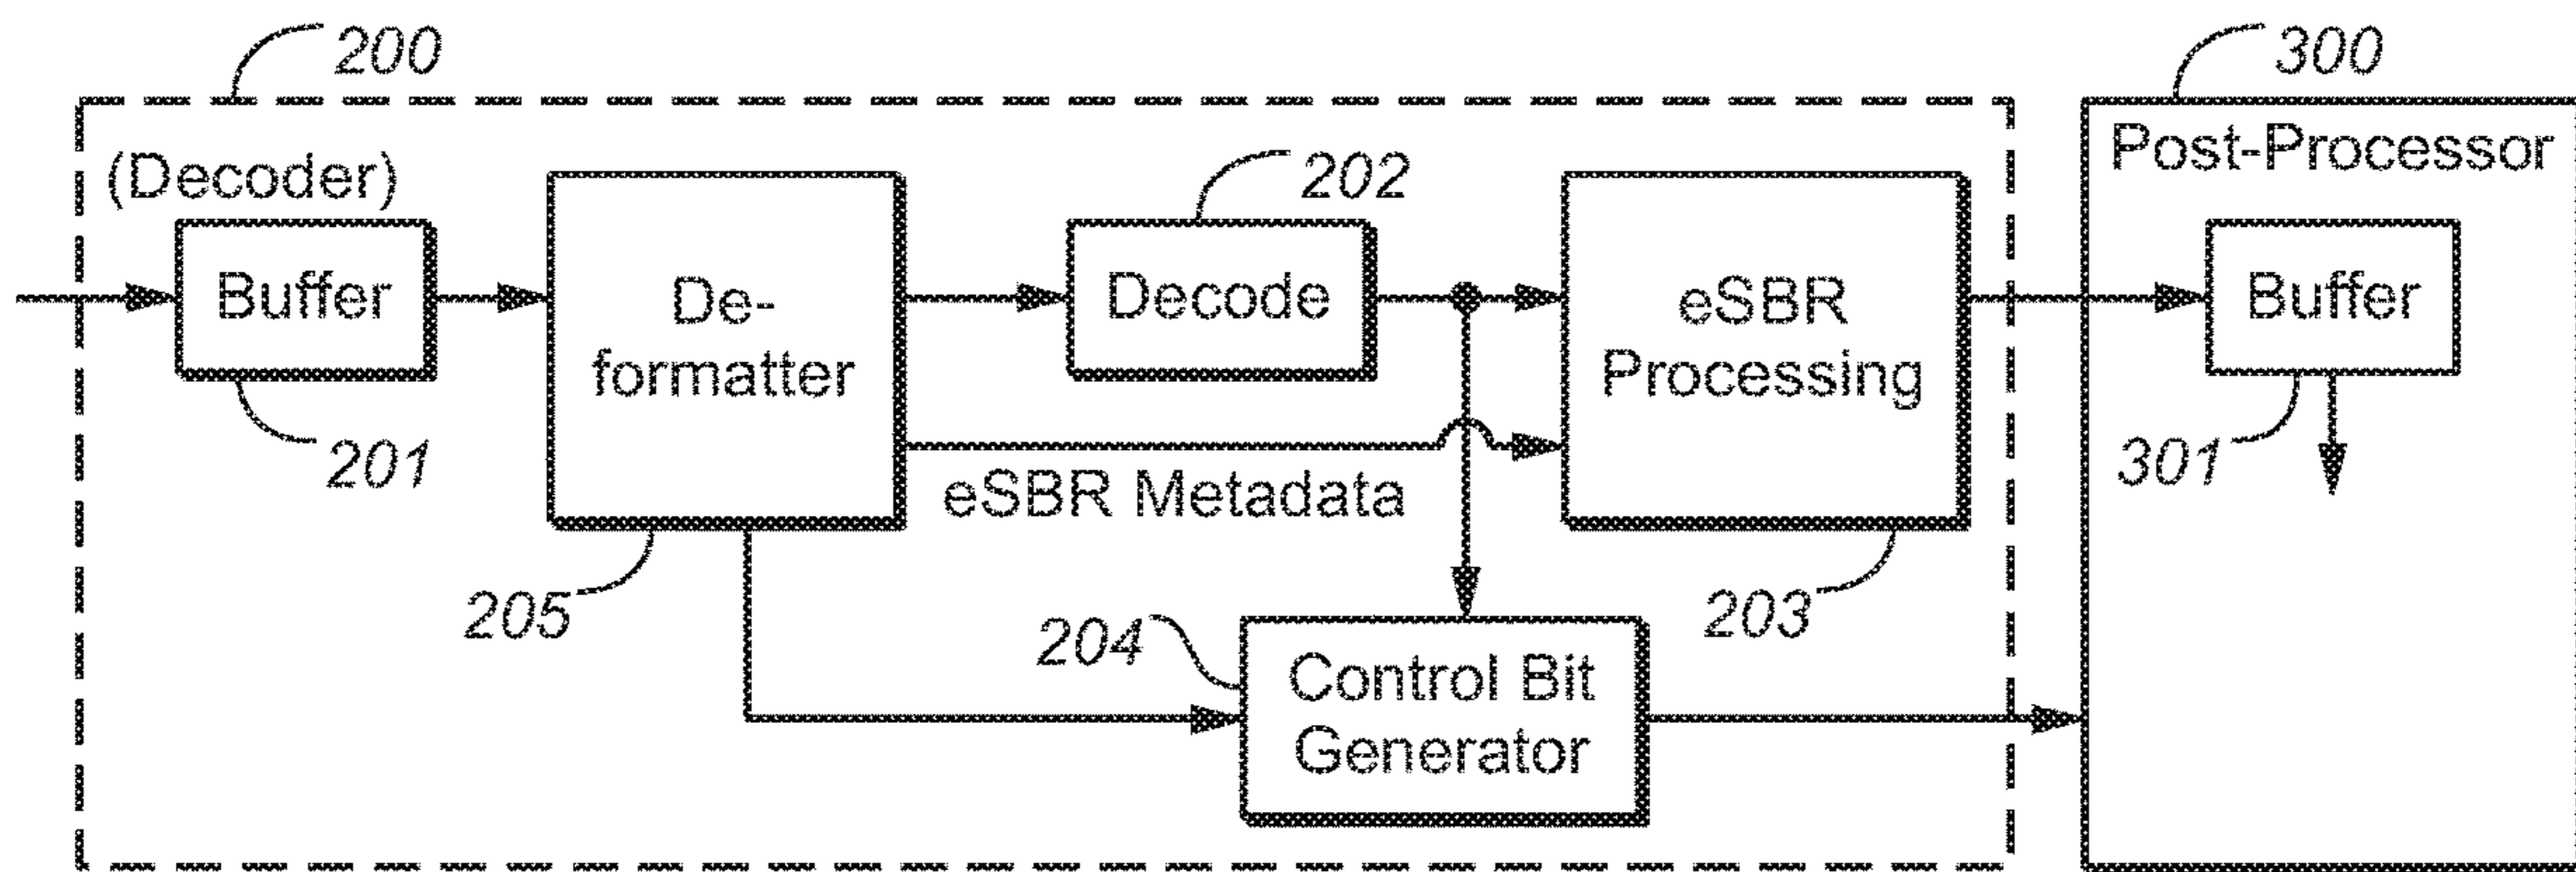 200
300
(Decoder)
Post-Processor
202
Buffer
De-
formatter
Decode
eSBR
Processing
Buffer
201
eSBR Metadata
301
205
204
203
Control Bit
Generator